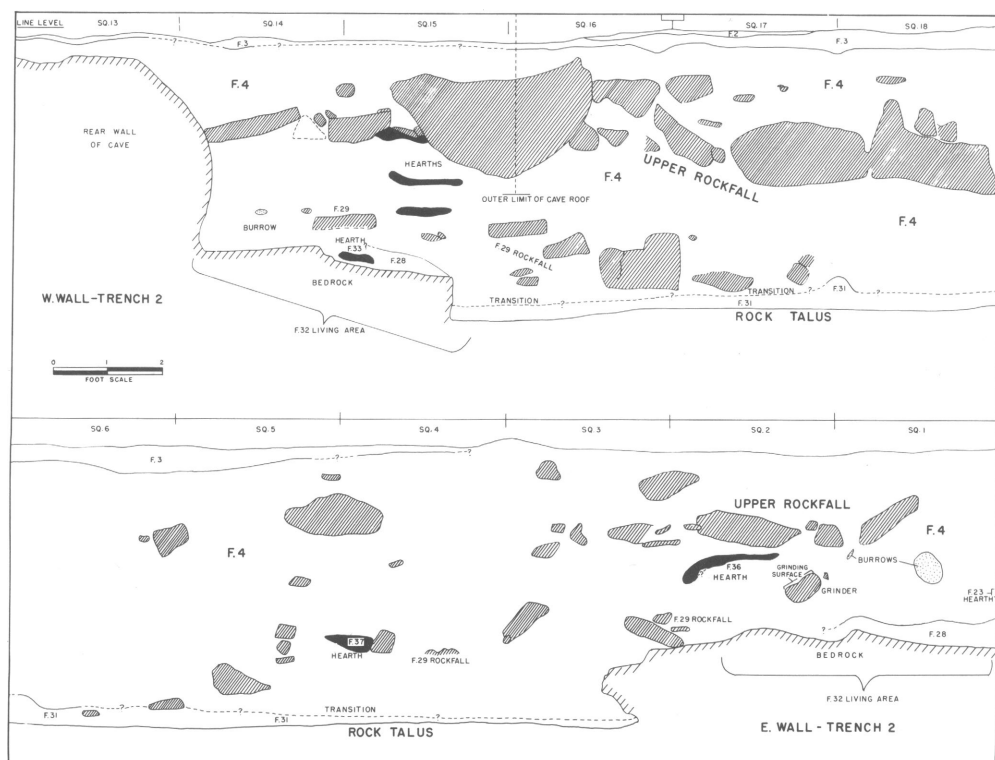 LINE LEVEL SQ.13 SQ.14 SQ.15 SQ.16 SQ.17 SQ.18
F.3 ? ? F.2 F.3
F.4 F.4
REAR WALL
OF CAVE
HEARTHS
UPPER ROCKFALL
F.4
OUTER LIMIT OF CAVE ROOF
F.29
BURROW
F.4
HEARTH
F.33 ? F.28
F.29 ROCKFALL
BEDROCK
W. WALL-TRENCH 2
TRANSITION ? ? TRANSITION ? F.31 ?
F.31
ROCK TALUS
F.32 LIVING AREA
0 1 2
FOOT SCALE
SQ.6 SQ.5 SQ.4 SQ.3 SQ.2 SQ.1
F.3 ? ?
UPPER ROCKFALL
F.4 F.4
BURROWS
F.36
HEARTH
?
GRINDING
SURFACE
GRINDER
F.23
HEARTH
F.29 ROCKFALL
F.37
HEARTH
F.29 ROCKFALL
? F.28
BEDROCK
F.32 LIVING AREA
F.31 ? ? TRANSITION ? ?
F.31
ROCK TALUS
E. WALL - TRENCH 2